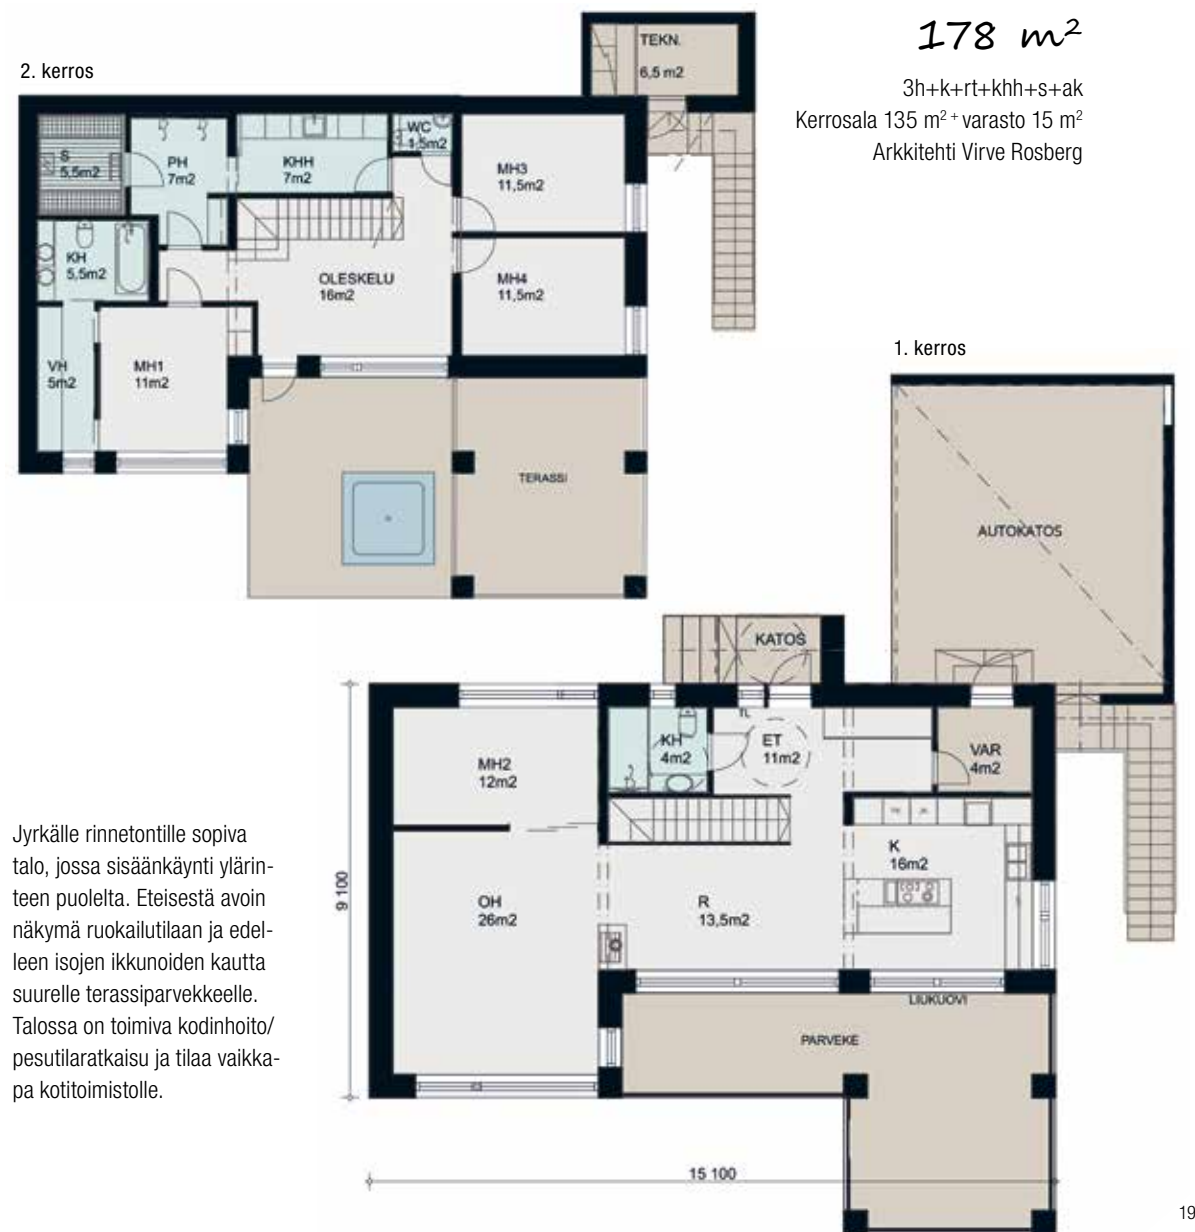 178 m²
3h+k+rt+khh+s+ak
Kerrosala 135 m² + varasto 15 m²
Arkkitehti Virve Rosberg
2. kerros
TEKN.
6,5 m2
S
5,5m2
PH
7m2
KHH
7m2
WC
1,5m2
MH3
11,5m2
KH
5,5m2
OLESKELU
16m2
MH4
11,5m2
VH
5m2
MH1
11m2
TERASSI
1. kerros
AUTOKATOS
KATOS
MH2
12m2
KH
4m2
ET
11m2
VAR
4m2
K
16m2
OH
26m2
R
13,5m2
LIUKUOVI
PARVEKE
9 100
15 100
Jyrkälle rinnetontille sopiva
talo, jossa sisäänkäynti ylärin-
teen puolelta. Eteisestä avoin
näkymä ruokailutilaan ja edel-
leen isojen ikkunoiden kautta
suurelle terassiparvekkeelle.
Talossa on toimiva kodinhoito/
pesutilaratkaisu ja tilaa vaikka-
pa kotitoimistolle.
19